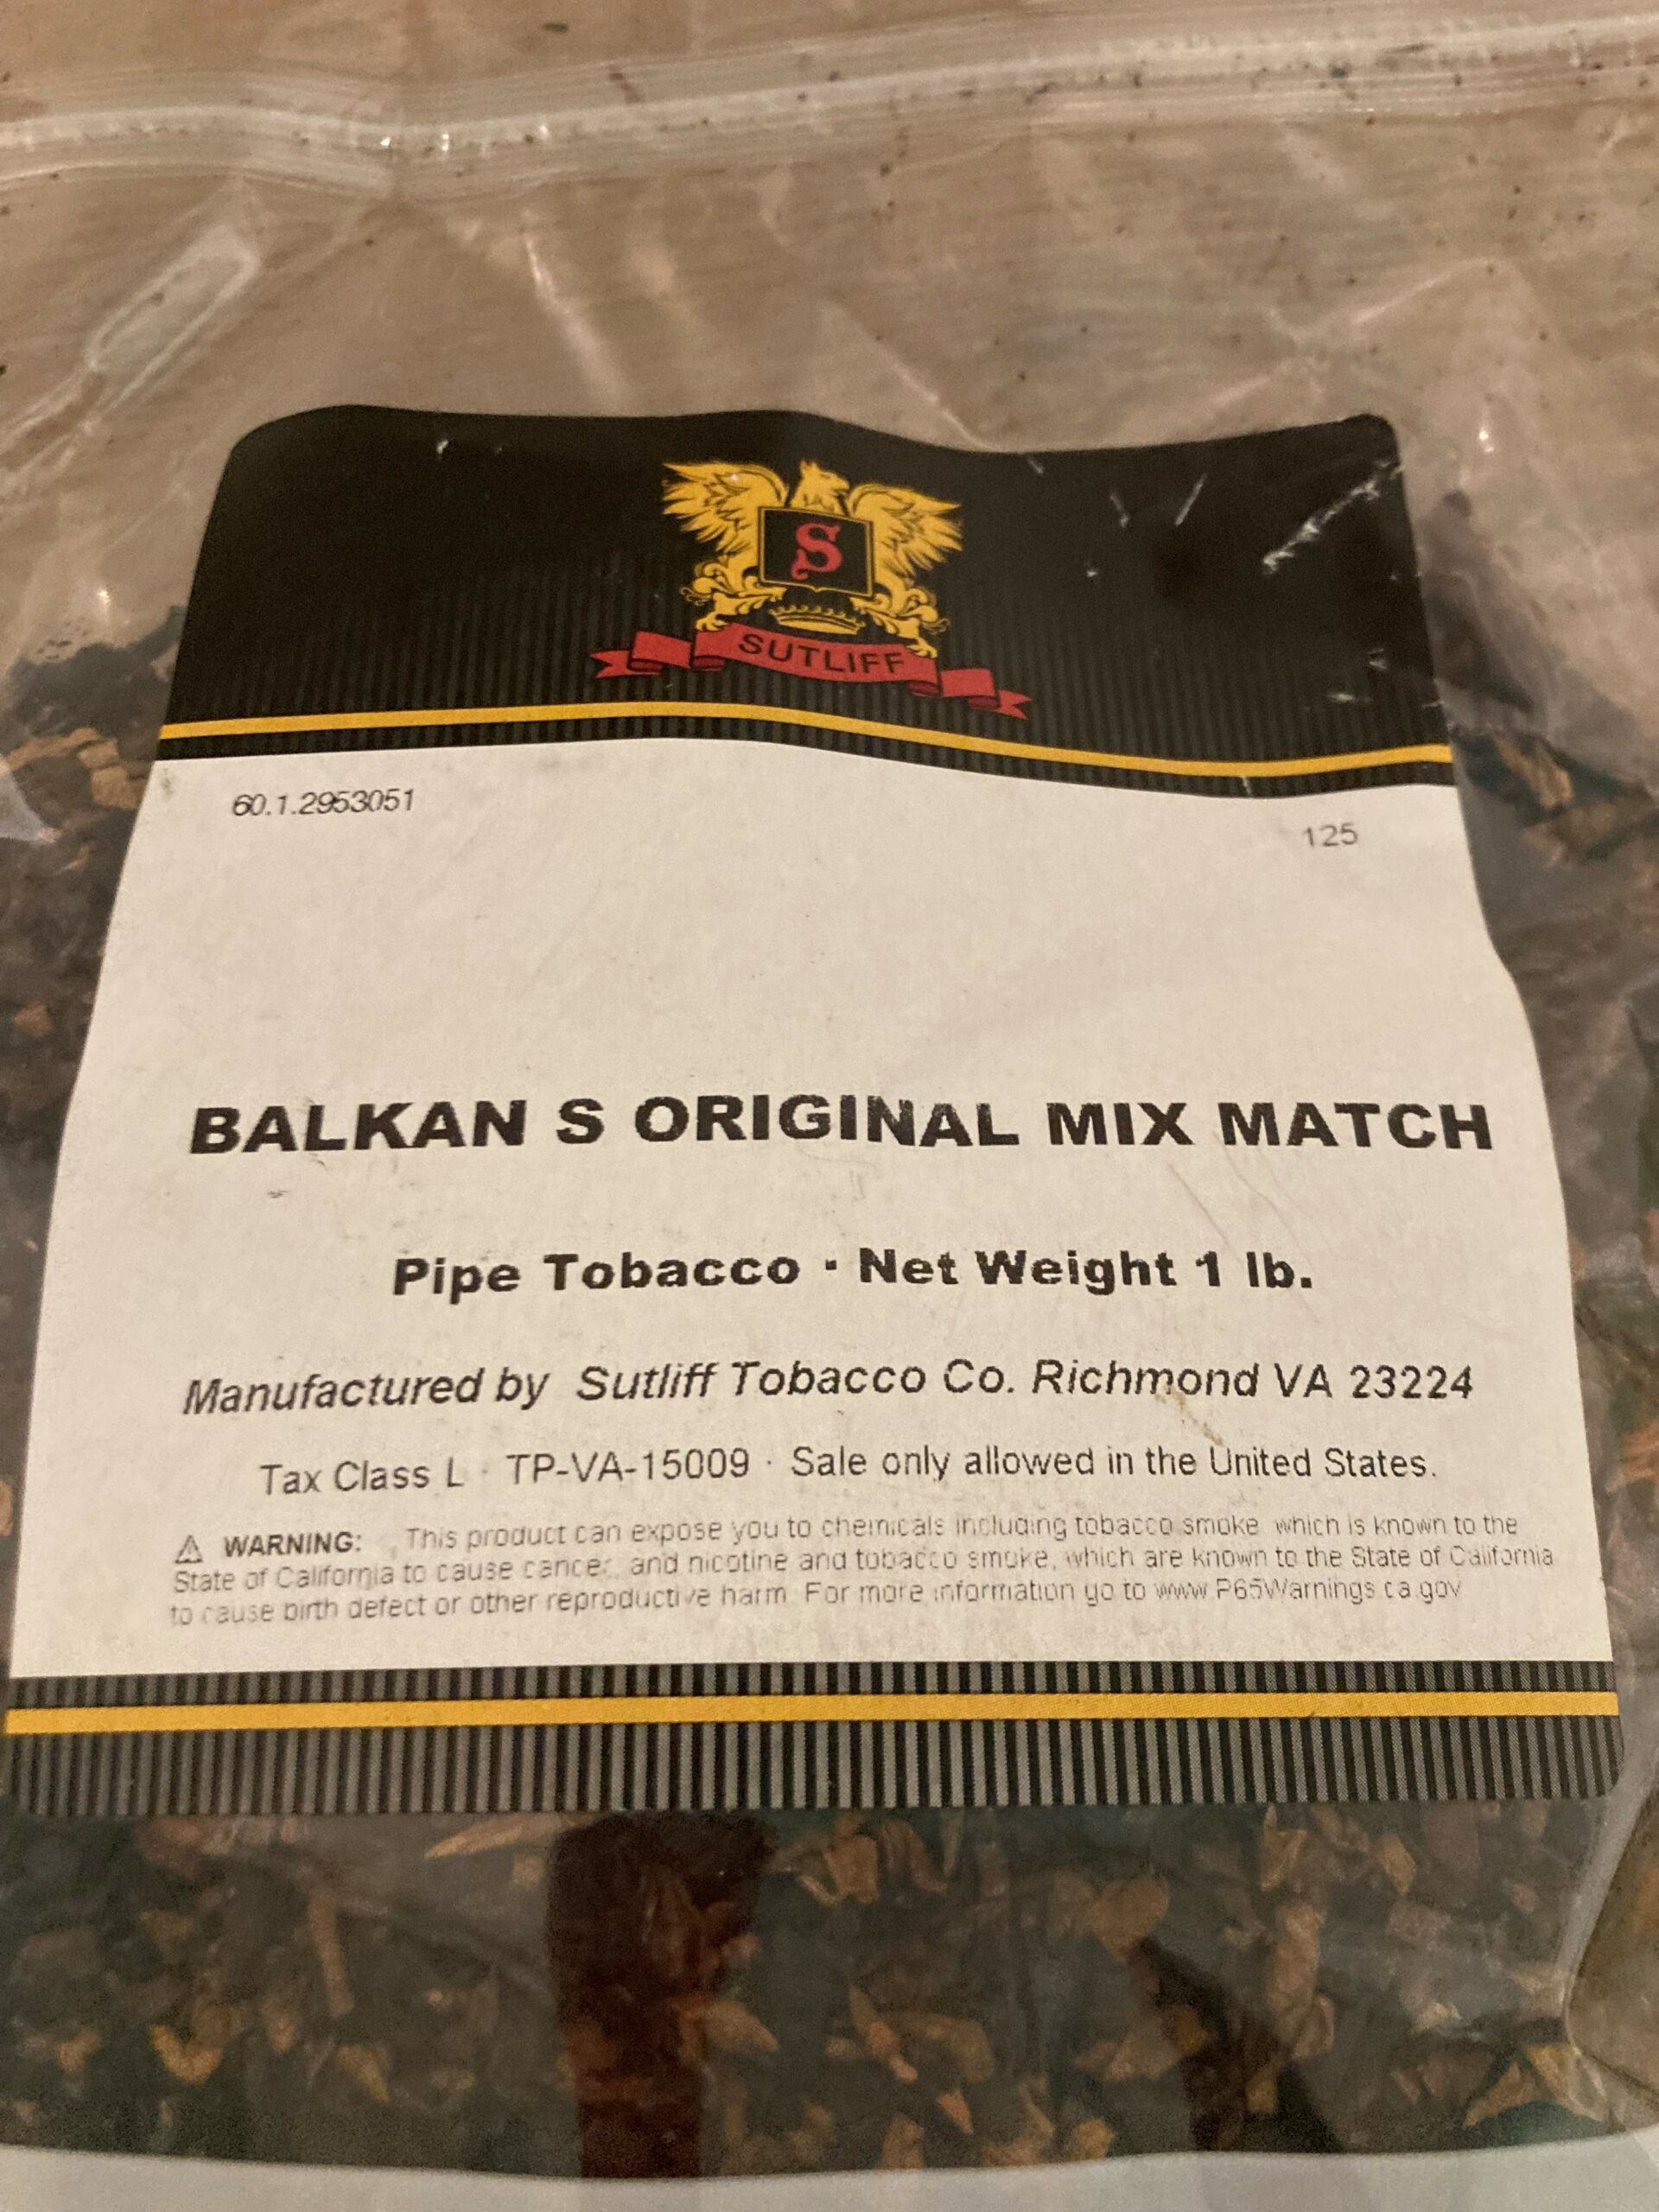 S
SUTLIFF
60.1.2953051
125
BALKAN S ORIGINAL MIX MATCH
Pipe Tobacco · Net Weight 1 lb.
Manufactured by Sutliff Tobacco Co. Richmond VA 23224
Tax Class L · TP-VA-15009 · Sale only allowed in the United States.
⚠ WARNING: This product can expose you to chemicals including tobacco smoke, which is known to the
State of California to cause cancer, and nicotine and tobacco smoke, which are known to the State of California
to cause birth defect or other reproductive harm. For more information go to www.P65Warnings.ca.gov